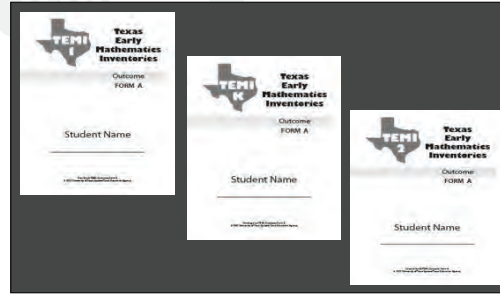 TEMI
1
Texas
Early
Mathematics
Inventories
Outcome
FORM A
Student Name
TEMI
K
Texas
Early
Mathematics
Inventories
Outcome
FORM A
Student Name
TEMI
2
Texas
Early
Mathematics
Inventories
Outcome
FORM A
Student Name